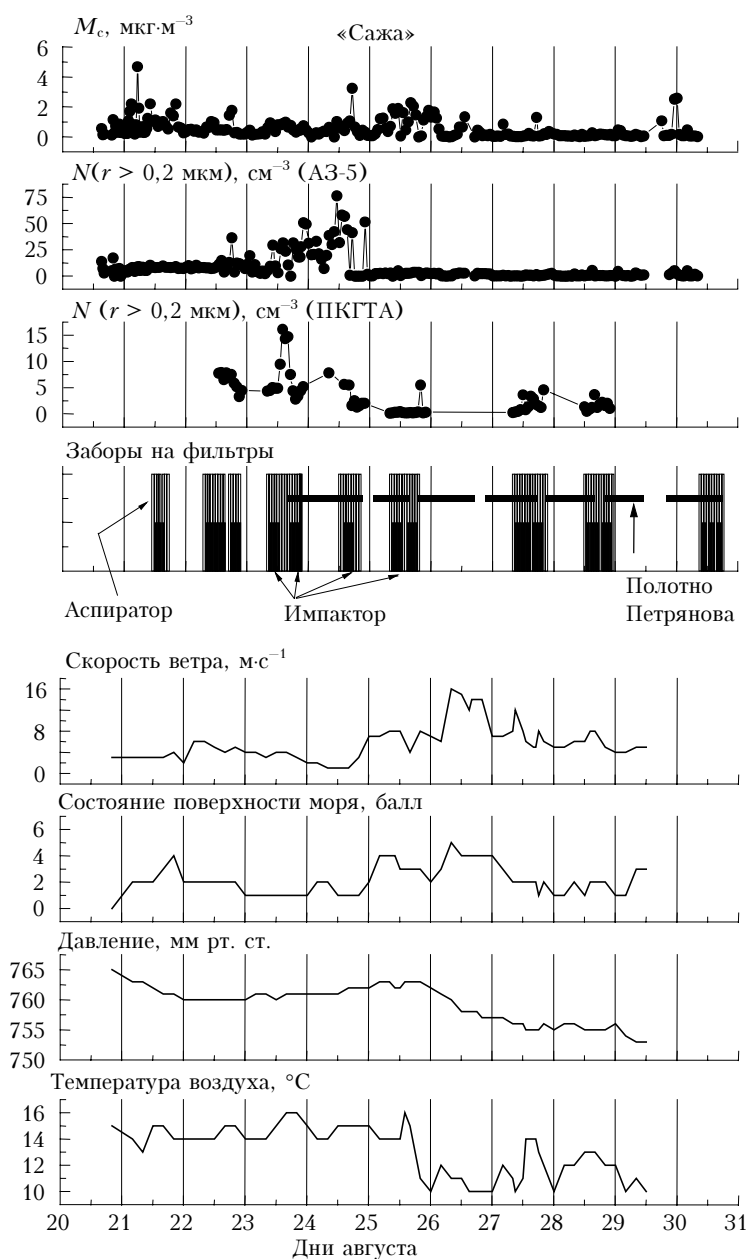 Mс, мкг·м⁻³
«Сажа»
6
4
2
0
N(r > 0,2 мкм), см⁻³ (АЗ-5)
75
50
25
0
N (r > 0,2 мкм), см⁻³ (ПКГТА)
15
10
5
0
Заборы на фильтры
Аспиратор
Импактор
Полотно
Петрянова
Скорость ветра, м·с⁻¹
16
8
0
Состояние поверхности моря, балл
6
4
2
0
Давление, мм рт. ст.
765
760
755
750
Температура воздуха, °С
16
14
12
10
20 21 22 23 24 25 26 27 28 29 30 31
Дни августа